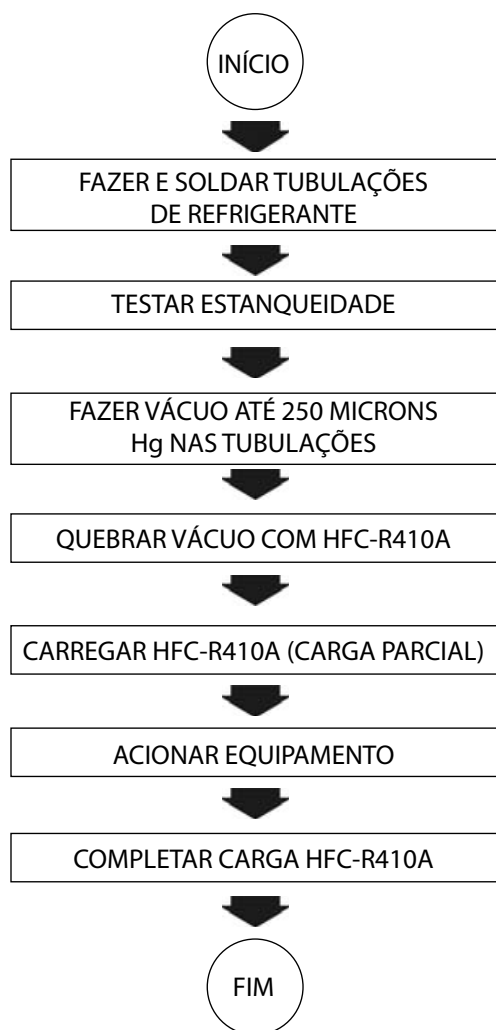 INÍCIO
FAZER E SOLDAR TUBULAÇÕES
DE REFRIGERANTE
TESTAR ESTANQUEIDADE
FAZER VÁCUO ATÉ 250 MICRONS
Hg NAS TUBULAÇÕES
QUEBRAR VÁCUO COM HFC-R410A
CARREGAR HFC-R410A (CARGA PARCIAL)
ACIONAR EQUIPAMENTO
COMPLETAR CARGA HFC-R410A
FIM